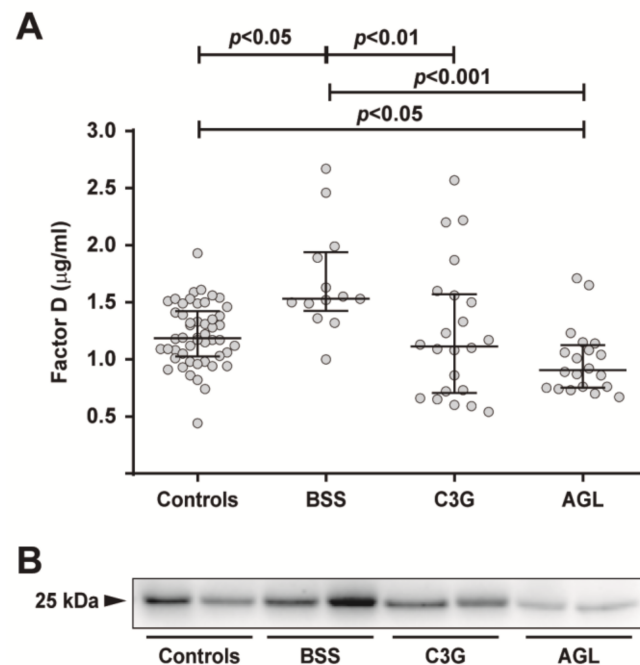 A
p<0.05 p<0.01
p<0.001
p<0.05
3.0
2.5
2.0
1.5
1.0
0.5
Factor D (μg/ml)
Controls BSS C3G AGL
B
25 kDa
Controls BSS C3G AGL